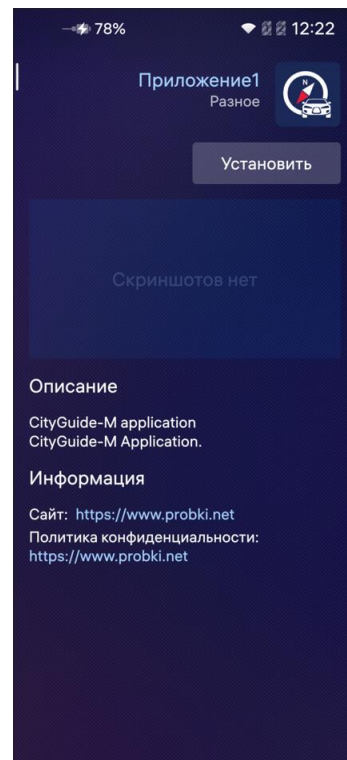 78%
12:22
Приложение1
Разное
N
Установить
Скриншотов нет
Описание
CityGuide-M application
CityGuide-M Application.
Информация
Сайт: https://www.probki.net
Политика конфиденциальности:
https://www.probki.net